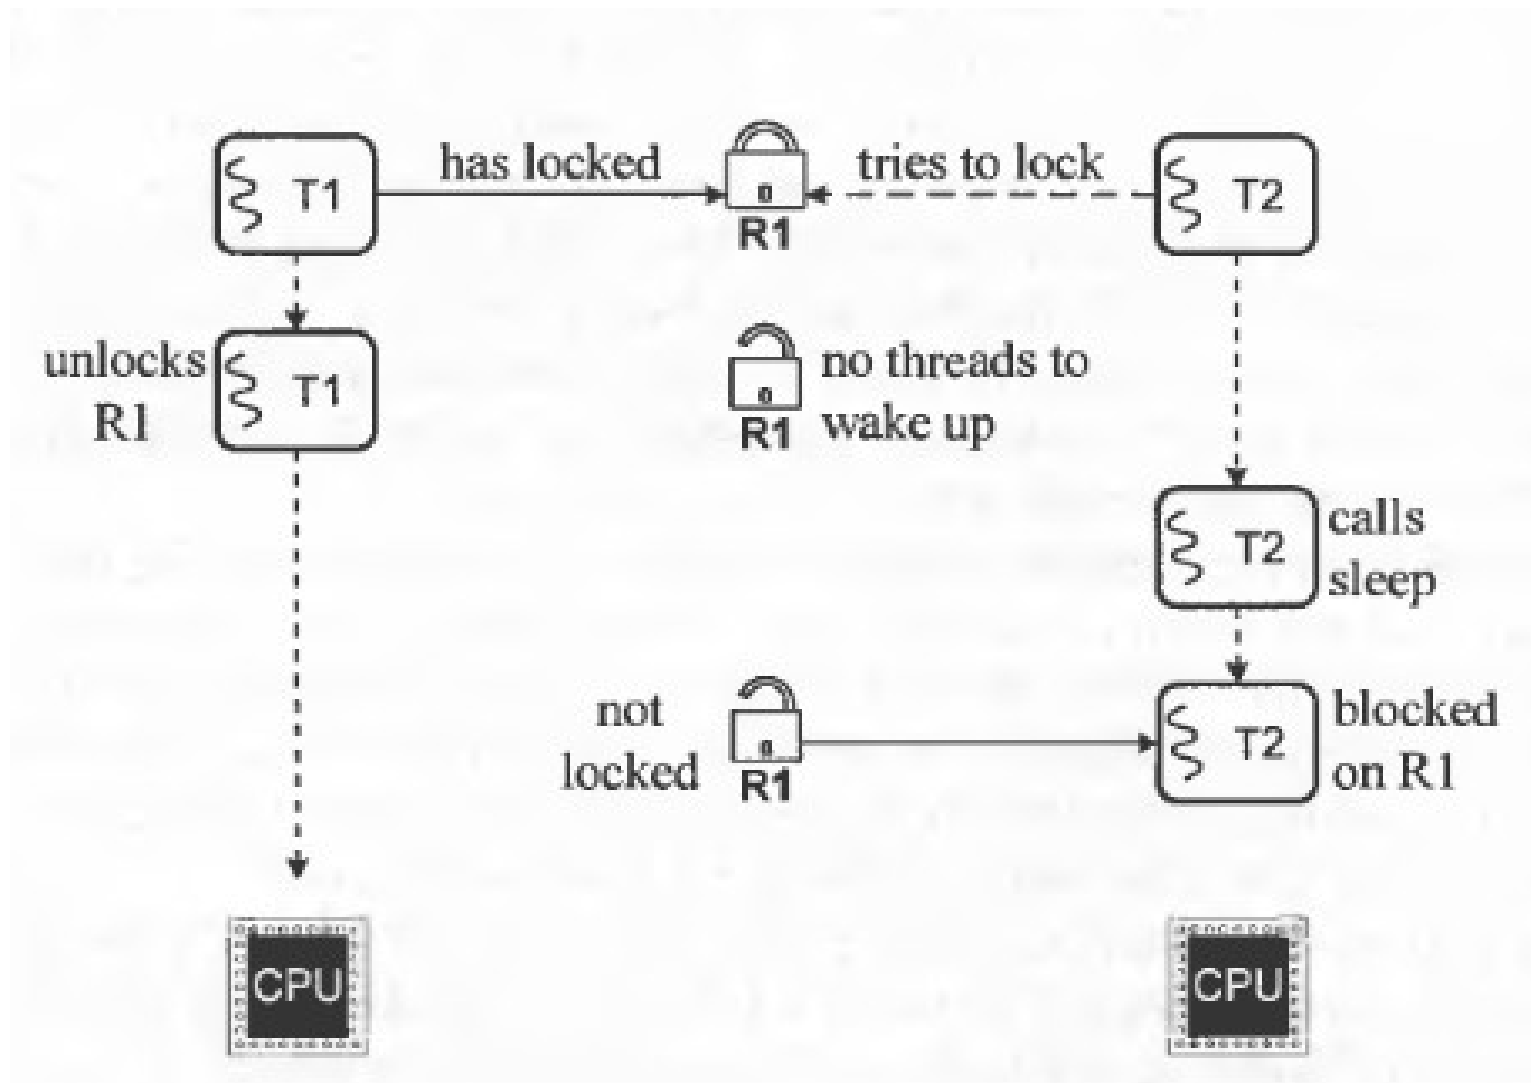 has locked
tries to lock
T1
T2
R1
unlocks
R1
T1
no threads to
wake up
R1
calls
sleep
T2
not
locked
R1
T2
blocked
on R1
CPU
CPU